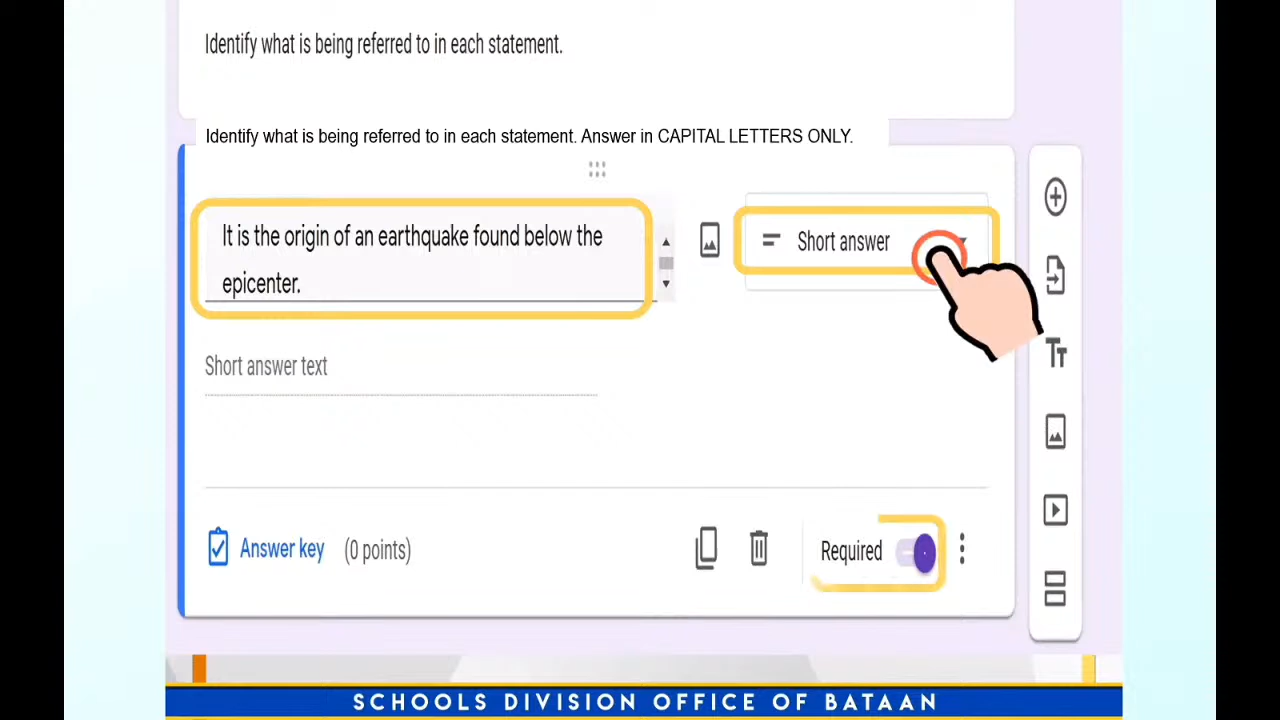 Identify what is being referred to in each statement.
Identify what is being referred to in each statement. Answer in CAPITAL LETTERS ONLY.
It is the origin of an earthquake found below the
epicenter.
Short answer
Short answer text
Answer key (0 points)
Required
Tт
SCHOOLS DIVISION OFFICE OF BATAAN